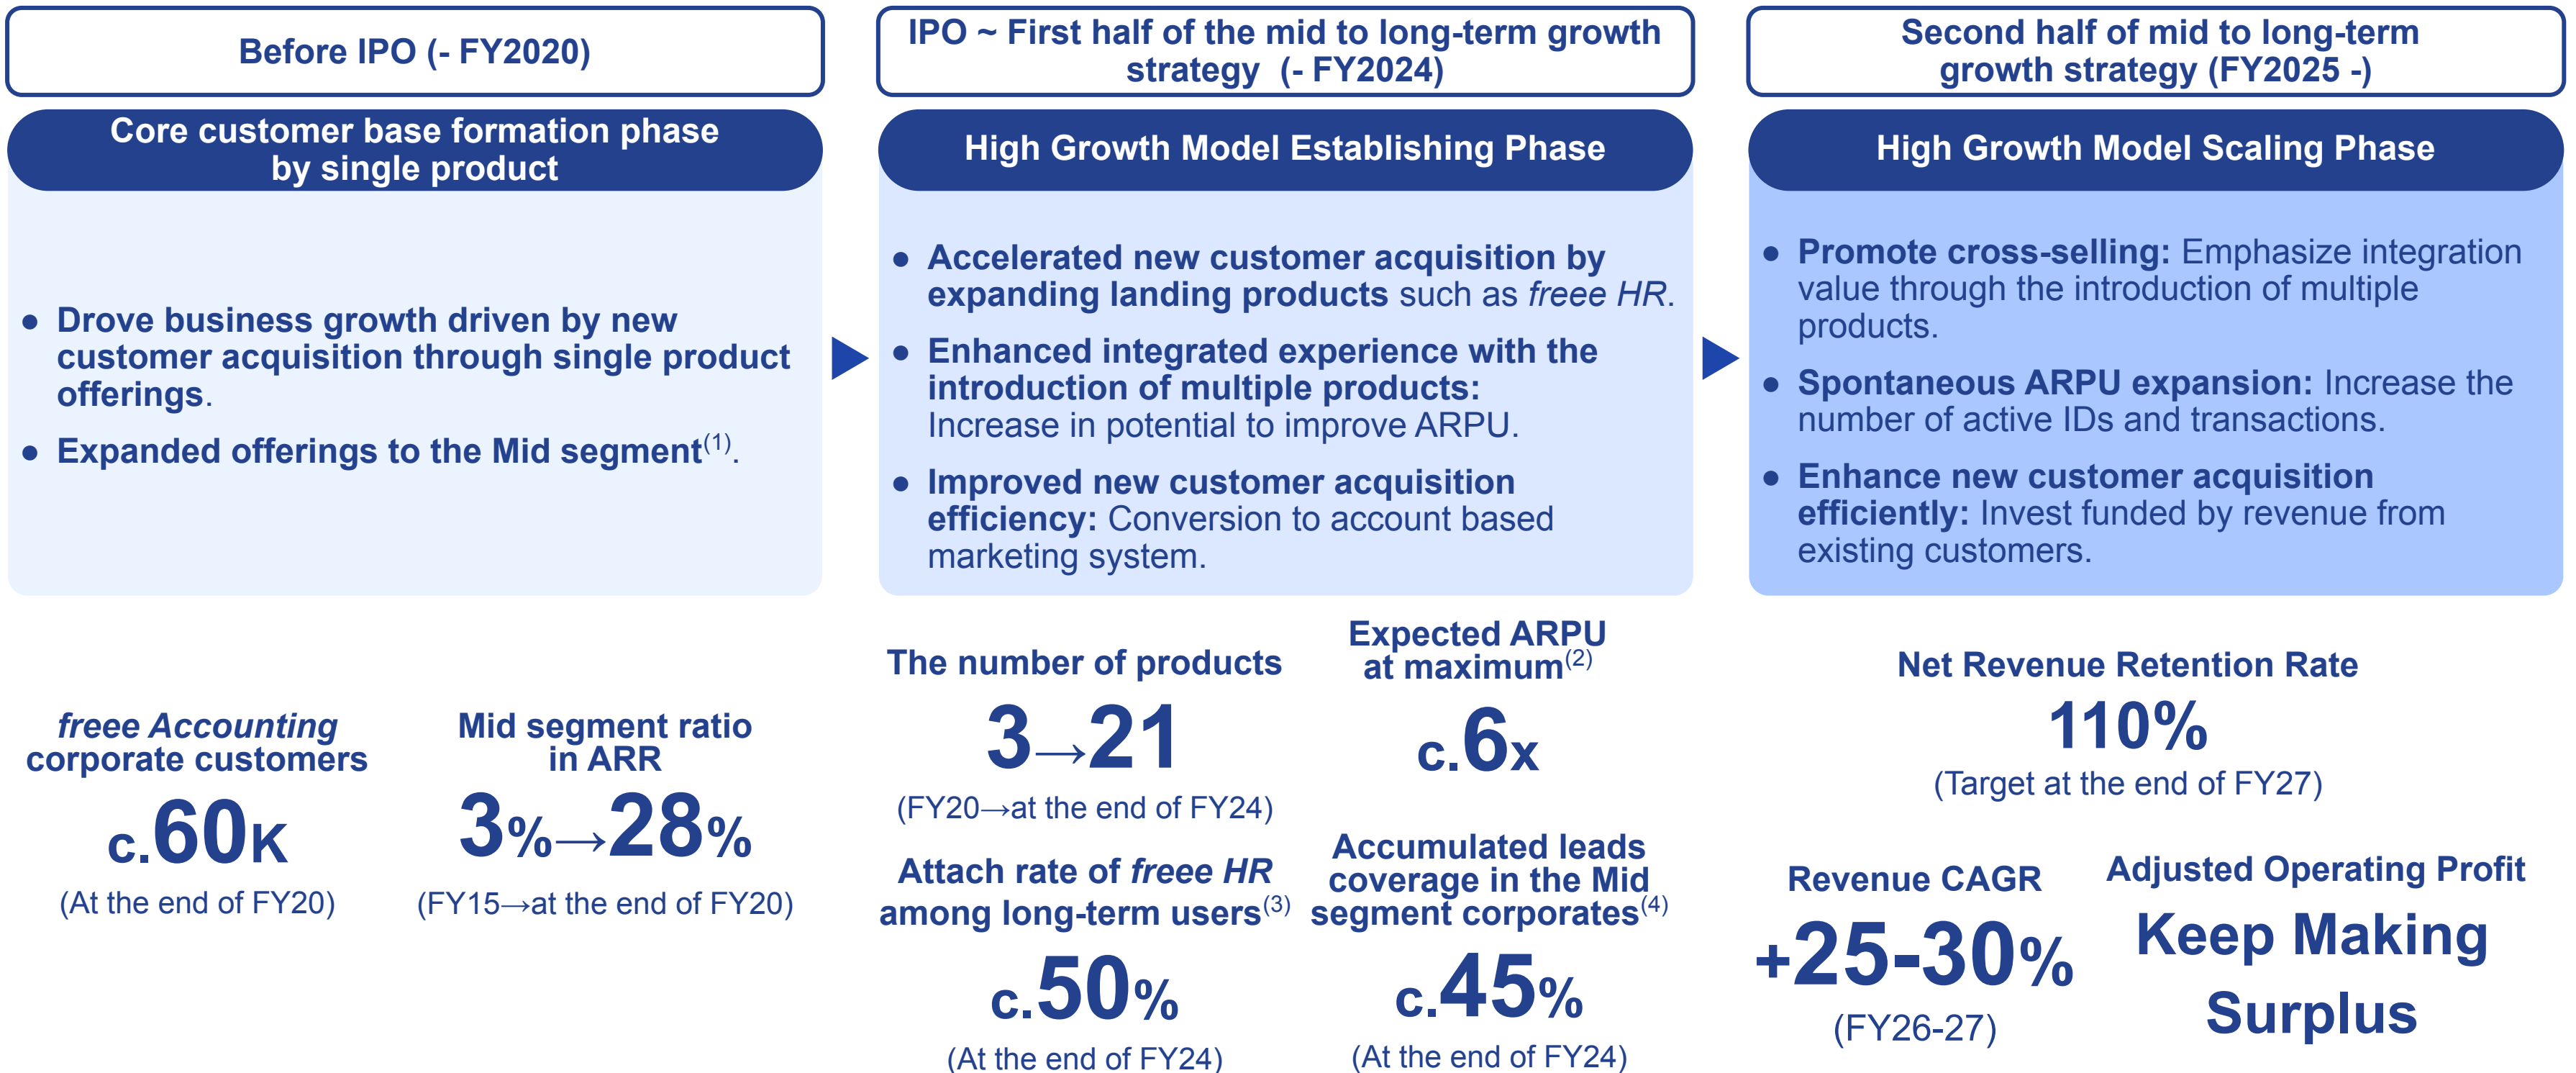 Before IPO (- FY2020)
Core customer base formation phase
by single product
● Drove business growth driven by new
customer acquisition through single product
offerings.
● Expanded offerings to the Mid segment(1).
freee Accounting
corporate customers
c.60K
(At the end of FY20)
Mid segment ratio
in ARR
3%→28%
(FY15→at the end of FY20)
IPO ~ First half of the mid to long-term growth
strategy (- FY2024)
High Growth Model Establishing Phase
● Accelerated new customer acquisition by
expanding landing products such as freee HR.
● Enhanced integrated experience with the
introduction of multiple products:
Increase in potential to improve ARPU.
● Improved new customer acquisition
efficiency: Conversion to account based
marketing system.
The number of products
3→21
(FY20→at the end of FY24)
Expected ARPU
at maximum(2)
c.6x
Attach rate of freee HR
among long-term users(3)
c.50%
(At the end of FY24)
Accumulated leads
coverage in the Mid
segment corporates(4)
c.45%
(At the end of FY24)
Second half of mid to long-term
growth strategy (FY2025 -)
High Growth Model Scaling Phase
● Promote cross-selling: Emphasize integration
value through the introduction of multiple
products.
● Spontaneous ARPU expansion: Increase the
number of active IDs and transactions.
● Enhance new customer acquisition
efficiently: Invest funded by revenue from
existing customers.
Net Revenue Retention Rate
110%
(Target at the end of FY27)
Revenue CAGR
+25-30%
(FY26-27)
Adjusted Operating Profit
Keep Making
Surplus